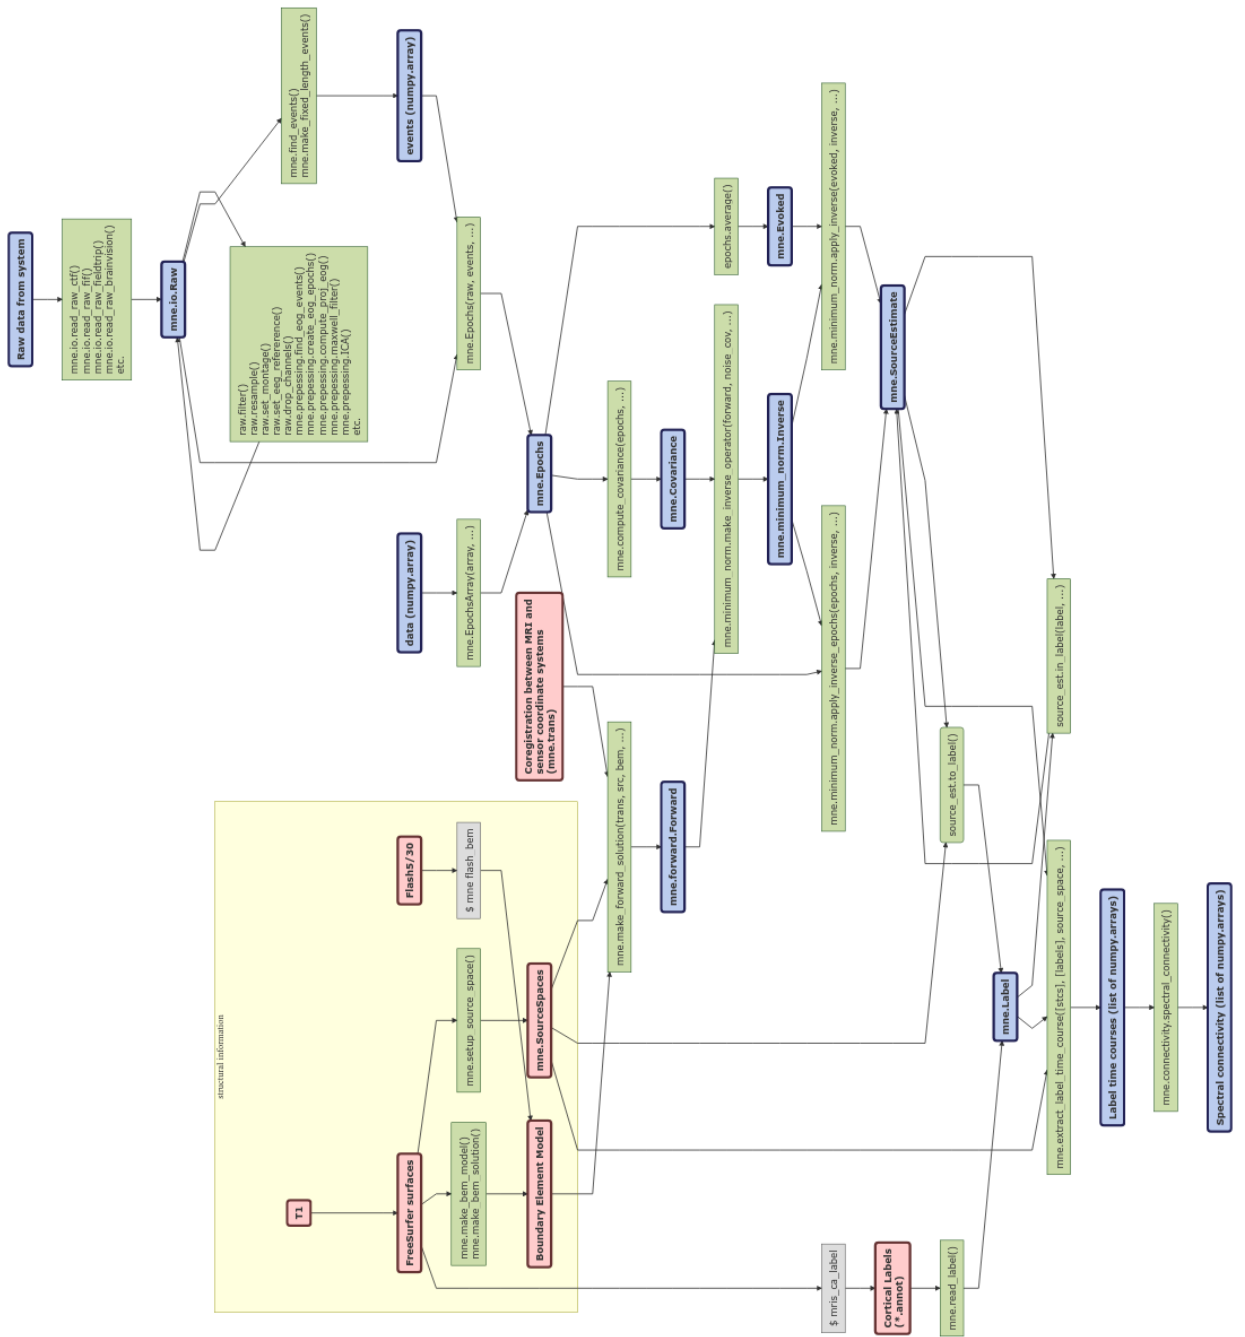 structural information
T1
FreeSurfer surfaces
mne.make_bem_model()
mne.make_bem_solution()
Boundary Element Model
mne.setup_source_space()
mne.SourceSpaces
Flash5/30
$ mne flash_bem
Raw data from system
mne.io.read_raw_ctf()
mne.io.read_raw_fif()
mne.io.read_raw_fieldtrip()
mne.io.read_raw_brainvision()
etc.
mne.io.Raw
raw.filter()
raw.resample()
raw.set_montage()
raw.set_eeg_reference()
raw.drop_channels()
mne.prepessing.find_eog_events()
mne.prepessing.create_eog_epochs()
mne.prepessing.compute_proj_eog()
mne.prepessing.maxwell_filter()
mne.prepessing.ICA()
etc.
mne.find_events()
mne.make_fixed_length_events()
events (numpy.array)
mne.Epochs(raw, events, ...)
data (numpy.array)
mne.EpochsArray(array, ...)
mne.Epochs
Coregistration between MRI and
sensor coordinate systems
(mne.trans)
mne.make_forward_solution(trans, src, bem, ...)
mne.forward.Forward
mne.compute_covariance(epochs, ...)
mne.Covariance
mne.minimum_norm.make_inverse_operator(forward, noise_cov, ...)
mne.minimum_norm.Inverse
epochs.average()
mne.Evoked
mne.minimum_norm.apply_inverse(evoked, inverse, ...)
mne.minimum_norm.apply_inverse_epochs(epochs, inverse, ...)
mne.SourceEstimate
$ mris_ca_label
Cortical Labels
(*.annot)
mne.read_label()
source_est.to_label()
mne.Label
source_est.in_label(label, ...)
mne.extract_label_time_course([stcs], [labels], source_space, ...)
Label time courses (list of numpy.arrays)
mne.connectivity.spectral_connectivity()
Spectral connectivity (list of numpy.arrays)